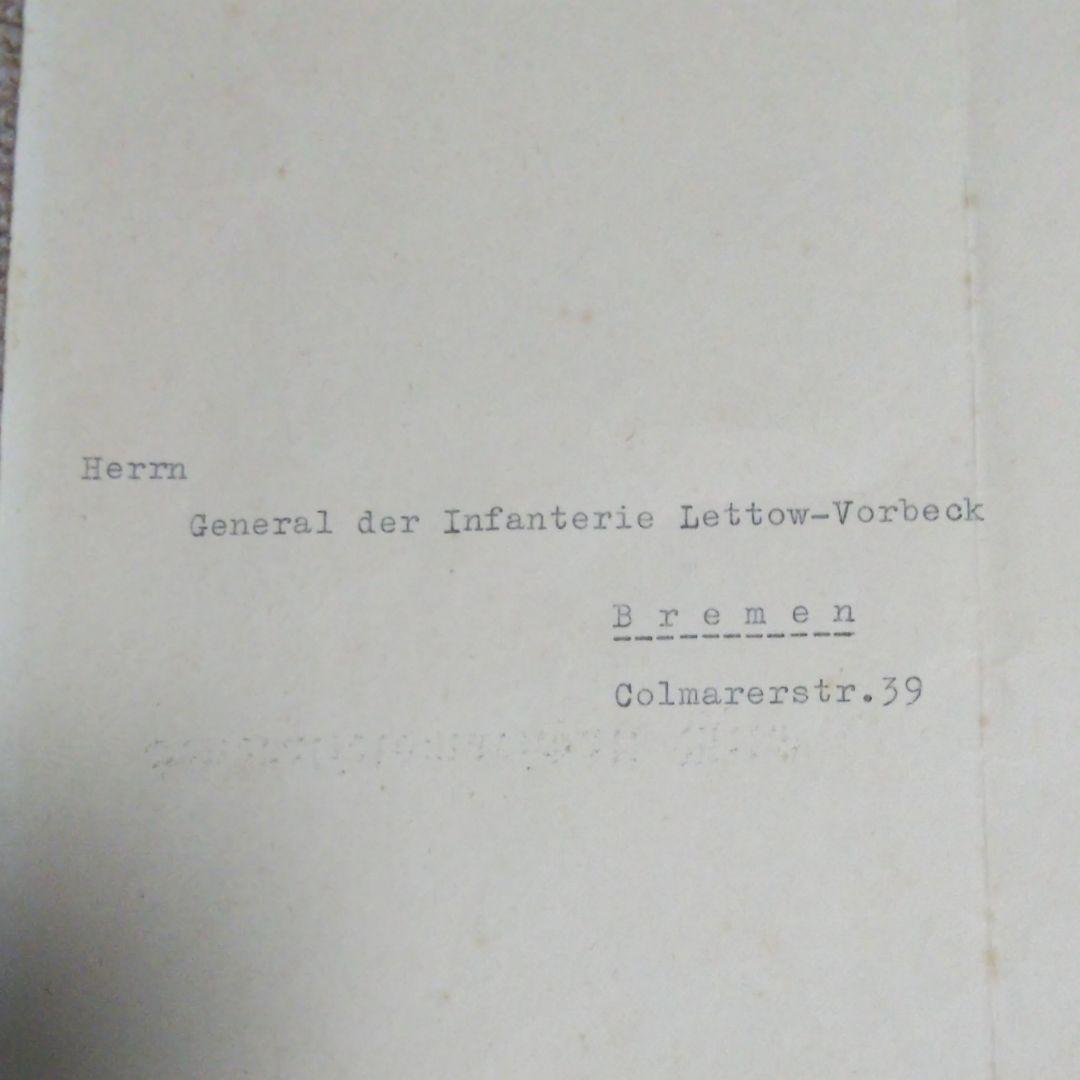 Herrn
General der Infanterie Lettow-Vorbeck
B r e m e n
Colmarerstr.39